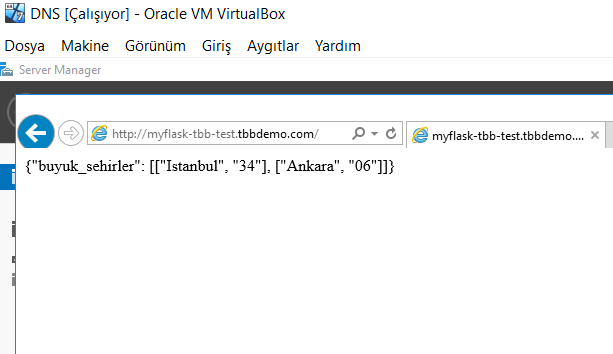 DNS [Çalışıyor] - Oracle VM VirtualBox
Dosya Makine Görünüm Giriş Aygıtlar Yardım
Server Manager
http://myflask-tbb-test.tbbdemo.com/ myflask-tbb-test.tbbdemo....
{"buyuk_sehirler": [["Istanbul", "34"], ["Ankara", "06"]]}